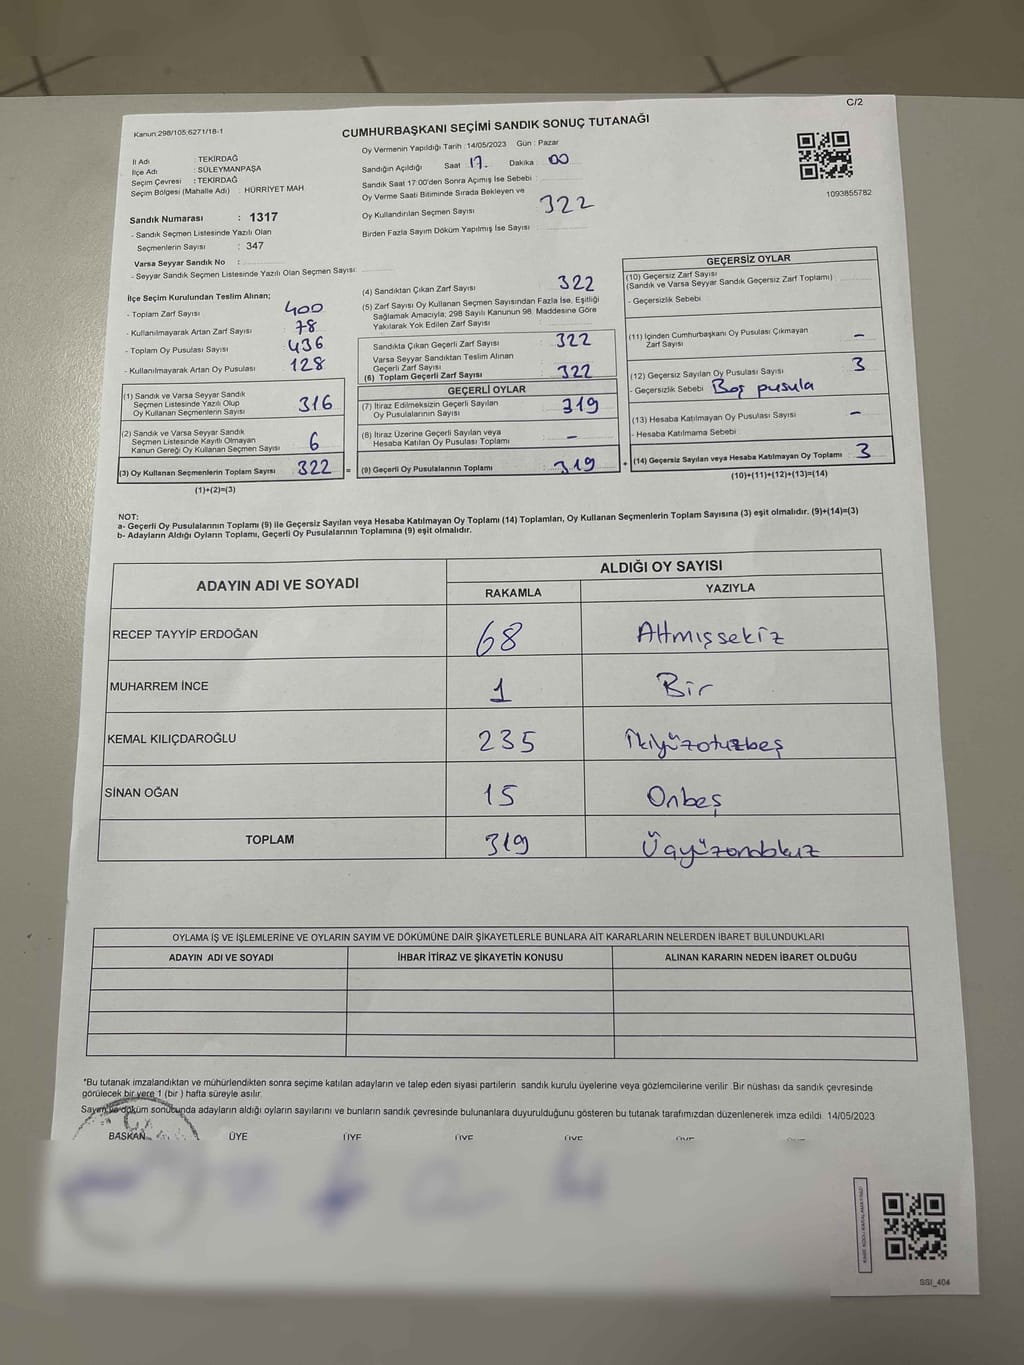 C/2
Kanun:298/105;6271/18-1
CUMHURBAŞKANI SEÇİMİ SANDIK SONUÇ TUTANAĞI
İl Adı : TEKİRDAĞ
İlçe Adı : SÜLEYMANPAŞA
Seçim Çevresi : TEKİRDAĞ
Seçim Bölgesi (Mahalle Adı) : HÜRRİYET MAH.
Sandık Numarası : 1317
- Sandık Seçmen Listesinde Yazılı Olan
Seçmenlerin Sayısı : 347
Varsa Seyyar Sandık No :
- Seyyar Sandık Seçmen Listesinde Yazılı Olan Seçmen Sayısı:
Oy Vermenin Yapıldığı Tarih : 14/05/2023 Gün : Pazar
Sandığın Açıldığı Saat 17. Dakika : 00
Sandık Saat 17:00'den Sonra Açımış İse Sebebi :
Oy Verme Saati Bitiminde Sırada Bekleyen ve
Oy Kullandırılan Seçmen Sayısı 322
Birden Fazla Sayım Döküm Yapılmış İse Sayısı :
1093855782
İlçe Seçim Kurulundan Teslim Alınan;
- Toplam Zarf Sayısı : 400
- Kullanılmayarak Artan Zarf Sayısı : 78
- Toplam Oy Pusulası Sayısı : 436
- Kullanılmayarak Artan Oy Pusulası : 128
(1) Sandık ve Varsa Seyyar Sandık
Seçmen Listesinde Yazılı Olup
Oy Kullanan Seçmenlerin Sayısı : 316
(2) Sandık ve Varsa Seyyar Sandık
Seçmen Listesinde Kayıtlı Olmayan
Kanun Gereği Oy Kullanan Seçmen Sayısı : 6
(3) Oy Kullanan Seçmenlerin Toplam Sayısı : 322 =
(1)+(2)=(3)
(4) Sandıktan Çıkan Zarf Sayısı : 322
(5) Zarf Sayısı Oy Kullanan Seçmen Sayısından Fazla İse, Eşitliği
Sağlamak Amacıyla; 298 Sayılı Kanunun 98. Maddesine Göre
Yakılarak Yok Edilen Zarf Sayısı :
Sandıkta Çıkan Geçerli Zarf Sayısı : 322
Varsa Seyyar Sandıktan Teslim Alınan
Geçerli Zarf Sayısı :
(6) Toplam Geçerli Zarf Sayısı : 322
GEÇERLİ OYLAR
(7) İtiraz Edilmeksizin Geçerli Sayılan
Oy Pusulalarının Sayısı : 319
(8) İtiraz Üzerine Geçerli Sayılan veya
Hesaba Katılan Oy Pusulası Toplamı : -
(9) Geçerli Oy Pusulalarının Toplamı : 319 +
GEÇERSİZ OYLAR
(10) Geçersiz Zarf Sayısı
(Sandık ve Varsa Seyyar Sandık Geçersiz Zarf Toplamı) :
- Geçersizlik Sebebi
(11) İçinden Cumhurbaşkanı Oy Pusulası Çıkmayan
Zarf Sayısı : -
(12) Geçersiz Sayılan Oy Pusulası Sayısı : 3
- Geçersizlik Sebebi : Boş pusula
(13) Hesaba Katılmayan Oy Pusulası Sayısı : -
- Hesaba Katılmama Sebebi
(14) Geçersiz Sayılan veya Hesaba Katılmayan Oy Toplamı : 3
(10)+(11)+(12)+(13)=(14)
NOT:
a- Geçerli Oy Pusulalarının Toplamı (9) ile Geçersiz Sayılan veya Hesaba Katılmayan Oy Toplamı (14) Toplamları, Oy Kullanan Seçmenlerin Toplam Sayısına (3) eşit olmalıdır. (9)+(14)=(3)
b- Adayların Aldığı Oyların Toplamı, Geçerli Oy Pusulalarının Toplamına (9) eşit olmalıdır.
ADAYIN ADI VE SOYADI
ALDIĞI OY SAYISI
RAKAMLA YAZIYLA
RECEP TAYYİP ERDOĞAN 68 Altmışsekiz
MUHARREM İNCE 1 Bir
KEMAL KILIÇDAROĞLU 235 İkiyüzotuzbeş
SİNAN OĞAN 15 Onbeş
TOPLAM 319 Üçyüzondokuz
OYLAMA İŞ VE İŞLEMLERİNE VE OYLARIN SAYIM VE DÖKÜMÜNE DAİR ŞİKAYETLERLE BUNLARA AİT KARARLARIN NELERDEN İBARET BULUNDUKLARI
ADAYIN ADI VE SOYADI İHBAR İTİRAZ VE ŞİKAYETİN KONUSU ALINAN KARARIN NEDEN İBARET OLDUĞU
*Bu tutanak imzalandıktan ve mühürlendikten sonra seçime katılan adayların ve talep eden siyasi partilerin sandık kurulu üyelerine veya gözlemcilerine verilir. Bir nüshası da sandık çevresinde
görülecek bir yere 1 (bir ) hafta süreyle asılır.
Sayım ve döküm sonucunda adayların aldığı oyların sayılarını ve bunların sandık çevresinde bulunanlara duyurulduğunu gösteren bu tutanak tarafımızdan düzenlenerek imza edildi. 14/05/2023
BAŞKAN ÜYE ÜYE ÜYE ÜYE
SSI_404